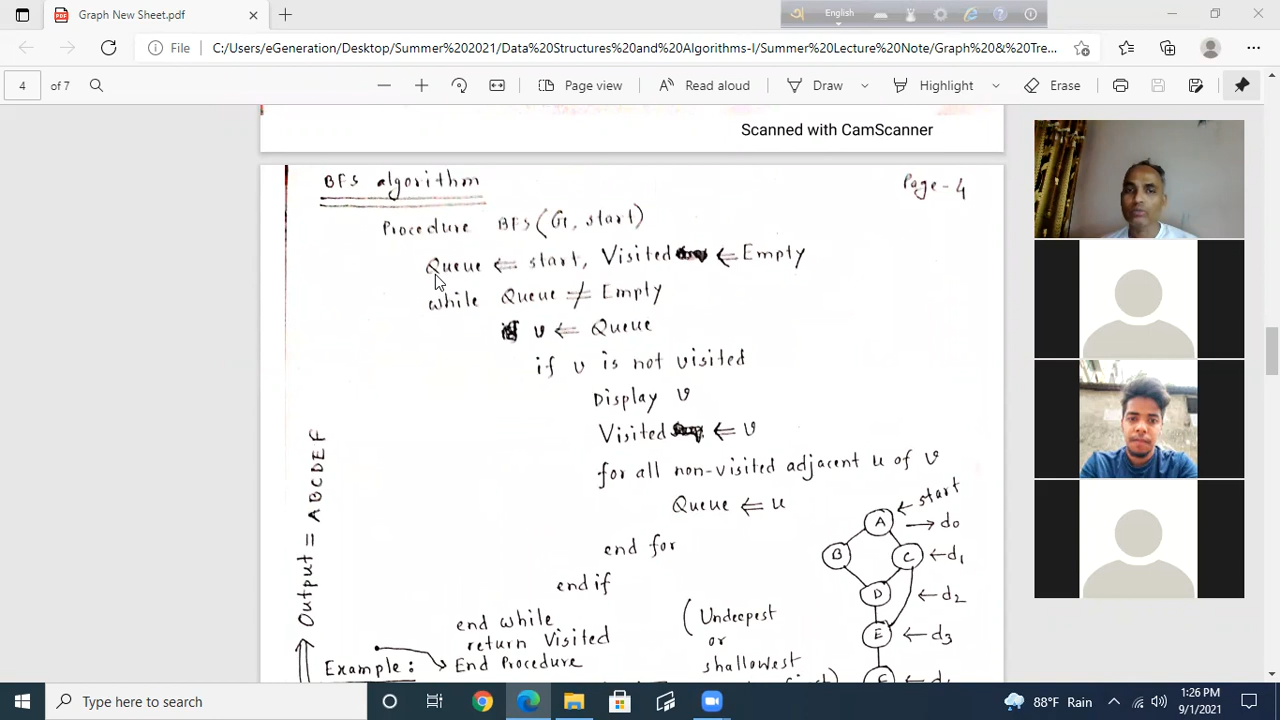 Graph New Sheet.pdf
English
File
C:/Users/eGeneration/Desktop/Summer%202021/Data%20Structures%20and%20Algorithms-I/Summer%20Lecture%20Note/Graph%20&%20Tre...
4 of 7
Page view
Read aloud
Draw
Highlight
Erase
Scanned with CamScanner
BFS algorithm
Page-4
Procedure BFS(G, start)
Queue ⇐ start, Visited ⇐ Empty
while Queue ≠ Empty
v ⇐ Queue
if v is not visited
Display v
Visited ⇐ v
for all non-visited adjacent u of v
Queue ⇐ u
end for
end if
end while
return Visited
End Procedure
Example:
Output = ABCDEF
(Undeepest
or
shallowest
A ← start
→ d0
B C ← d1
D ← d2
E ← d3
Type here to search
88°F Rain
1:26 PM
9/1/2021